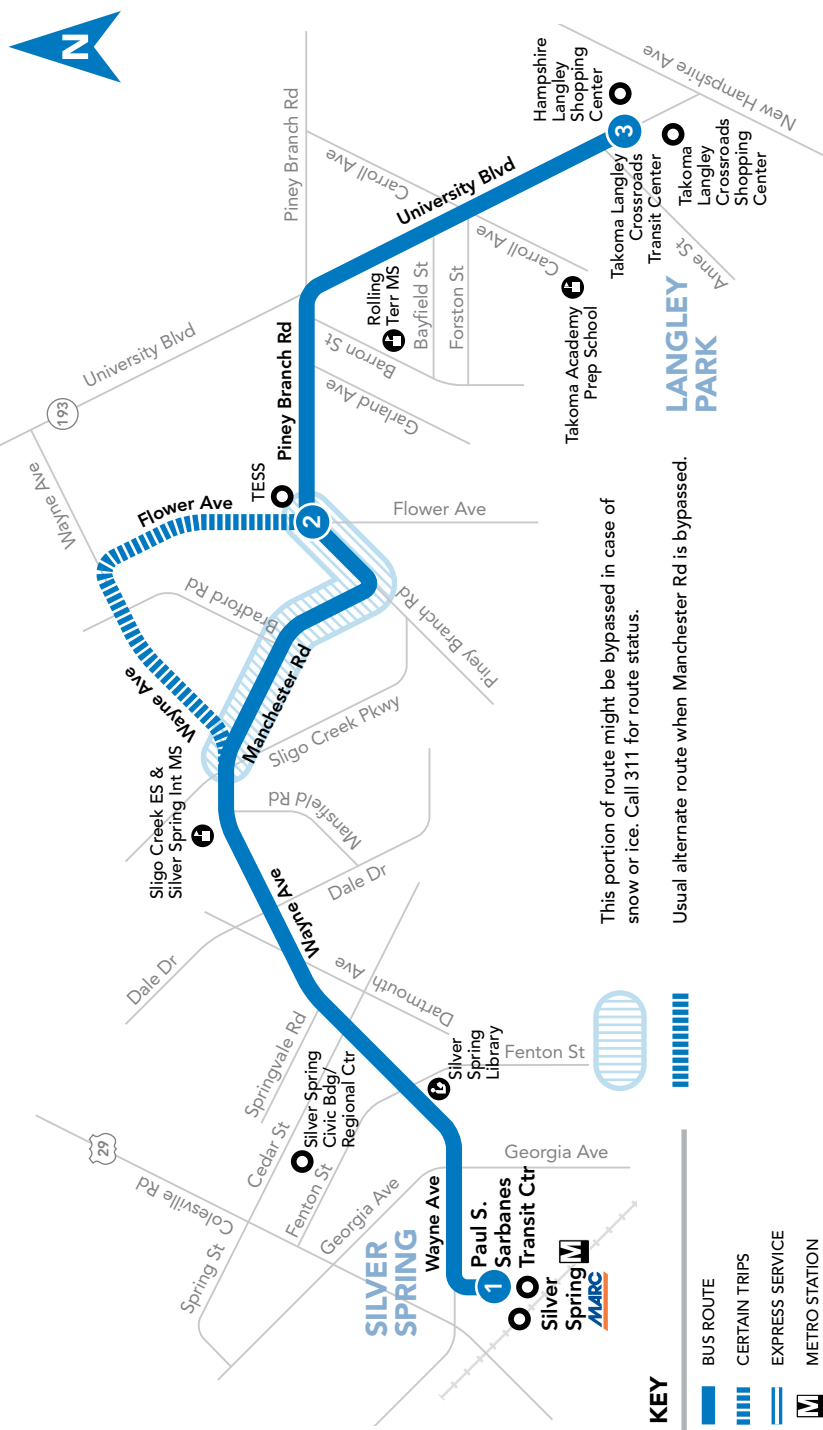 N
Piney Branch Rd
Hampshire
Langley
Shopping
Center
New Hampshire Ave
Carroll Ave
University Blvd
3
Takoma Langley
Crossroads
Transit Center
Takoma
Langley
Crossroads
Shopping
Center
Carroll Ave
Anne St
Rolling
Terr MS
Bayfield St
Forston St
Takoma Academy
Prep School
LANGLEY
PARK
University Blvd
193
Piney Branch Rd
Barron St
Garland Ave
Wayne Ave
Flower Ave
TESS
2
Flower Ave
Bradford Rd
Piney Branch Rd
Wayne Ave
Manchester Rd
Sligo Creek Pkwy
Sligo Creek ES &
Silver Spring Int MS
Mansfield Rd
Dale Dr
Wayne Ave
Dale Dr
Dartmouth Ave
Springvale Rd
Silver Spring
Civic Bdg/
Regional Ctr
Silver
Spring
Library
Fenton St
29
Cedar St
Colesville Rd
Fenton St
Georgia Ave
Georgia Ave
Spring St
SILVER
SPRING
Wayne Ave
1
Paul S.
Sarbanes
Transit Ctr
Silver
Spring
M
MARC
This portion of route might be bypassed in case of
snow or ice. Call 311 for route status.
Usual alternate route when Manchester Rd is bypassed.
KEY
BUS ROUTE
CERTAIN TRIPS
EXPRESS SERVICE
M METRO STATION